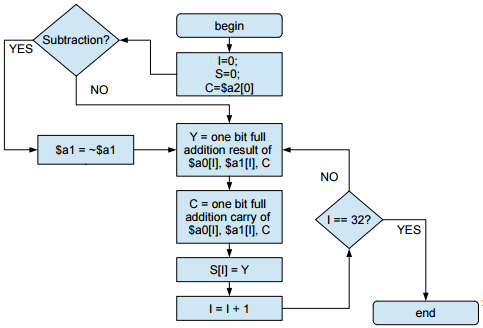 begin
I=0;
S=0;
C=$a2[0]
Subtraction?
YES
NO
$a1 = ~$a1
Y = one bit full
addition result of
$a0[I], $a1[I], C
C = one bit full
addition carry of
$a0[I], $a1[I], C
S[I] = Y
I = I + 1
I == 32?
NO
YES
end